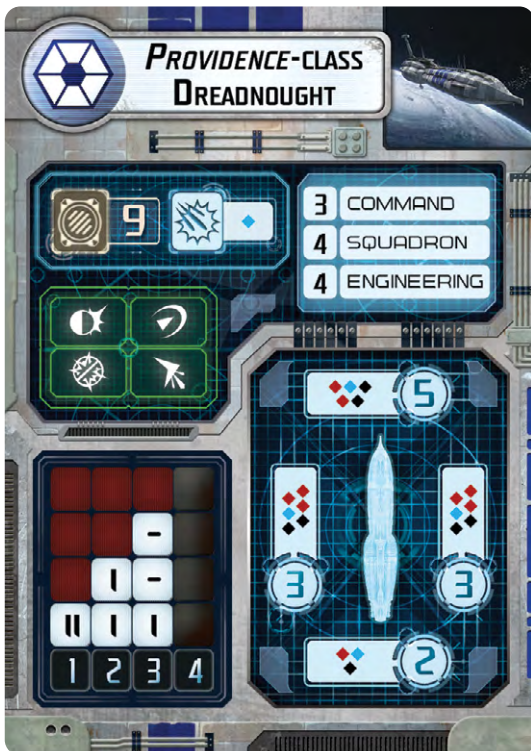 PROVIDENCE-CLASS
DREADNOUGHT
9
3 COMMAND
4 SQUADRON
4 ENGINEERING
5
3 3
2
-
I -
II I I
1 2 3 4